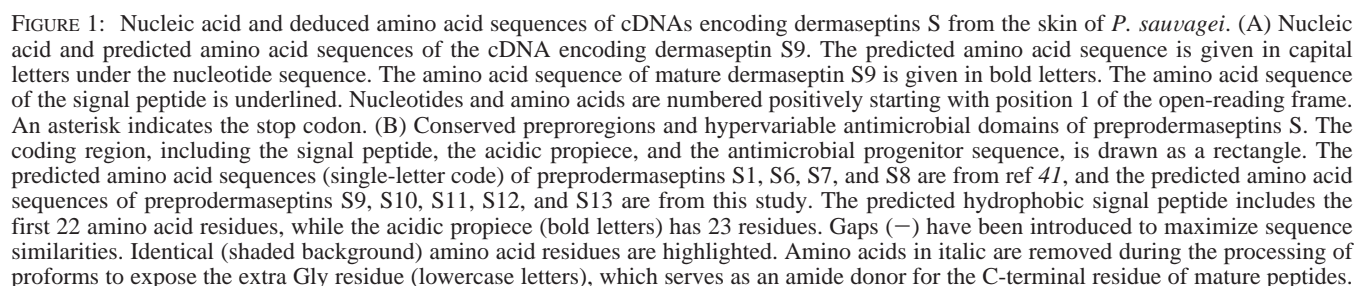 FIGURE 1: Nucleic acid and deduced amino acid sequences of cDNAs encoding dermaseptins S from the skin of P. sauvagei. (A) Nucleic
acid and predicted amino acid sequences of the cDNA encoding dermaseptin S9. The predicted amino acid sequence is given in capital
letters under the nucleotide sequence. The amino acid sequence of mature dermaseptin S9 is given in bold letters. The amino acid sequence
of the signal peptide is underlined. Nucleotides and amino acids are numbered positively starting with position 1 of the open-reading frame.
An asterisk indicates the stop codon. (B) Conserved preproregions and hypervariable antimicrobial domains of preprodermaseptins S. The
coding region, including the signal peptide, the acidic propiece, and the antimicrobial progenitor sequence, is drawn as a rectangle. The
predicted amino acid sequences (single-letter code) of preprodermaseptins S1, S6, S7, and S8 are from ref 41, and the predicted amino acid
sequences of preprodermaseptins S9, S10, S11, S12, and S13 are from this study. The predicted hydrophobic signal peptide includes the
first 22 amino acid residues, while the acidic propiece (bold letters) has 23 residues. Gaps (−) have been introduced to maximize sequence
similarities. Identical (shaded background) amino acid residues are highlighted. Amino acids in italic are removed during the processing of
proforms to expose the extra Gly residue (lowercase letters), which serves as an amide donor for the C-terminal residue of mature peptides.